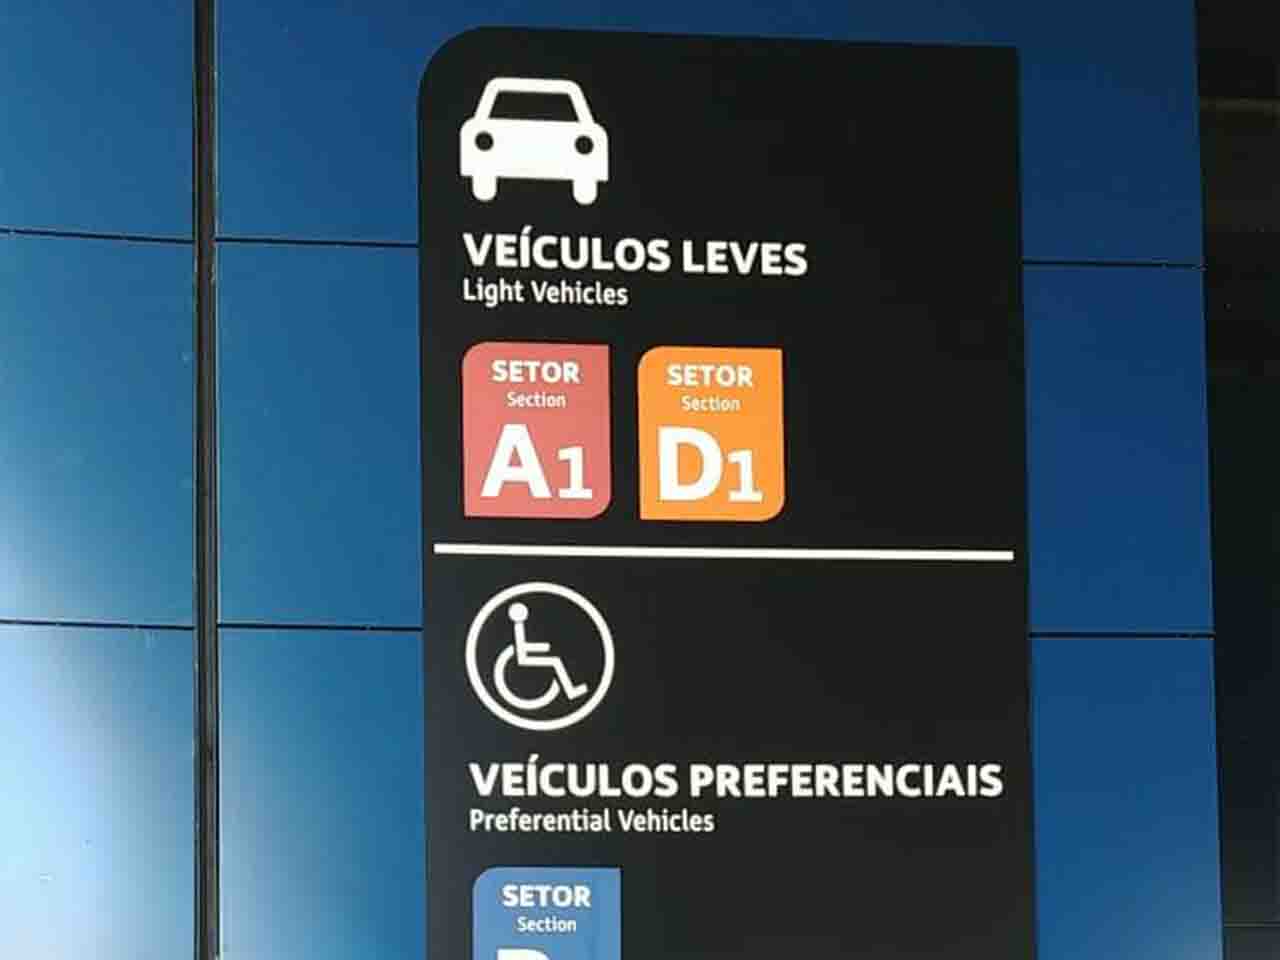 VEÍCULOS LEVES
Light Vehicles
SETOR
Section
A1
SETOR
Section
D1
VEÍCULOS PREFERENCIAIS
Preferential Vehicles
SETOR
Section